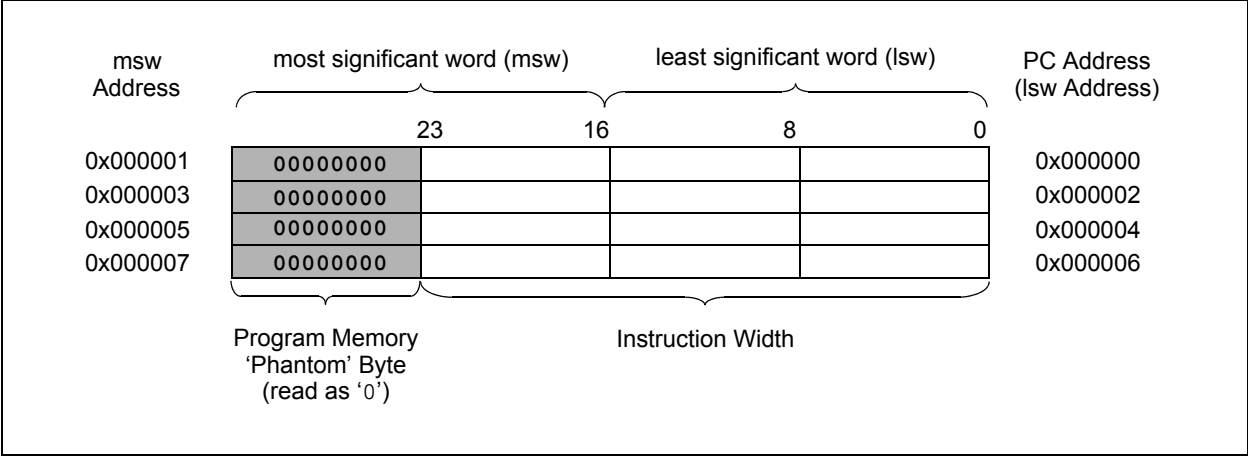 msw
Address
most significant word (msw)
least significant word (lsw)
PC Address
(lsw Address)
23 16 8 0
0x000001 00000000 0x000000
0x000003 00000000 0x000002
0x000005 00000000 0x000004
0x000007 00000000 0x000006
Program Memory
‘Phantom’ Byte
(read as ‘0’)
Instruction Width